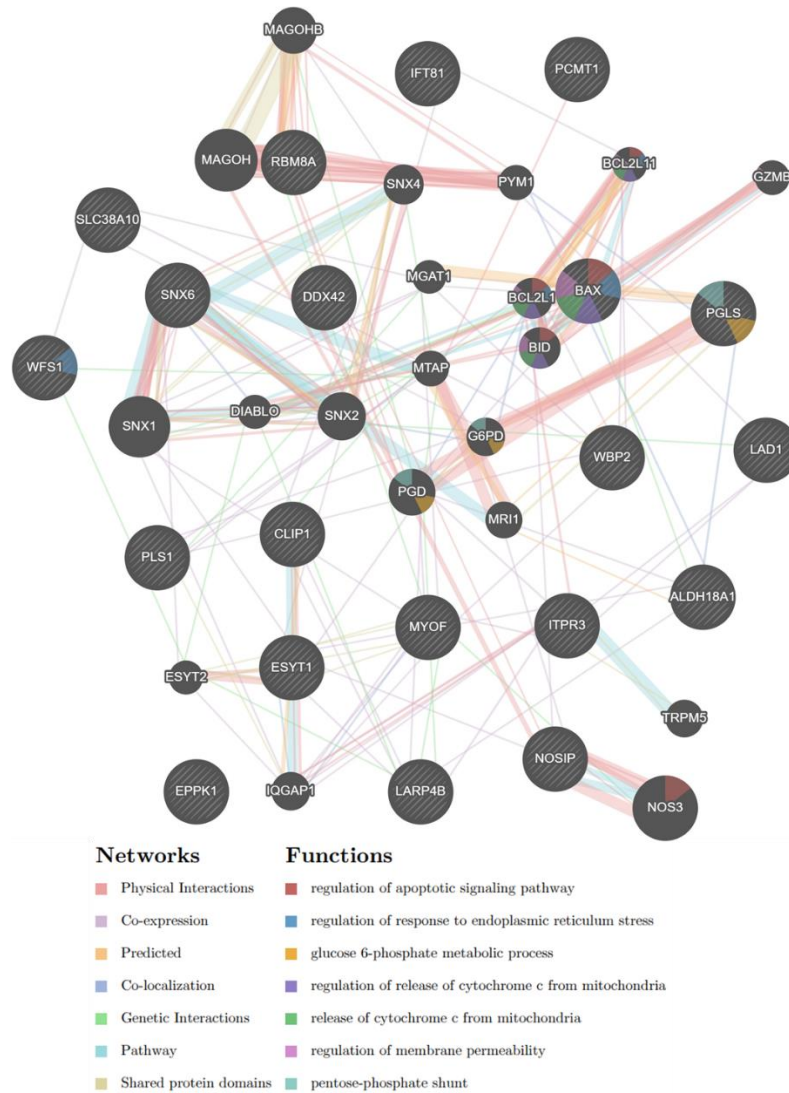 MAGOHB
IFT81
PCMT1
MAGOH
RBM8A
BCL2L11
SNX4
PYM1
GZMB
SLC38A10
MGAT1
SNX6
DDX42
BCL2L1
BAX
PGLS
BID
WFS1
MTAP
SNX1
DIABLO
SNX2
G6PD
WBP2
LAD1
PGD
MRI1
CLIP1
PLS1
ALDH18A1
MYOF
ITPR3
ESYT2
ESYT1
TRPM5
NOSIP
EPPK1
IQGAP1
LARP4B
NOS3
Networks Functions
Physical Interactions regulation of apoptotic signaling pathway
Co-expression regulation of response to endoplasmic reticulum stress
Predicted glucose 6-phosphate metabolic process
Co-localization regulation of release of cytochrome c from mitochondria
Genetic Interactions release of cytochrome c from mitochondria
Pathway regulation of membrane permeability
Shared protein domains pentose-phosphate shunt